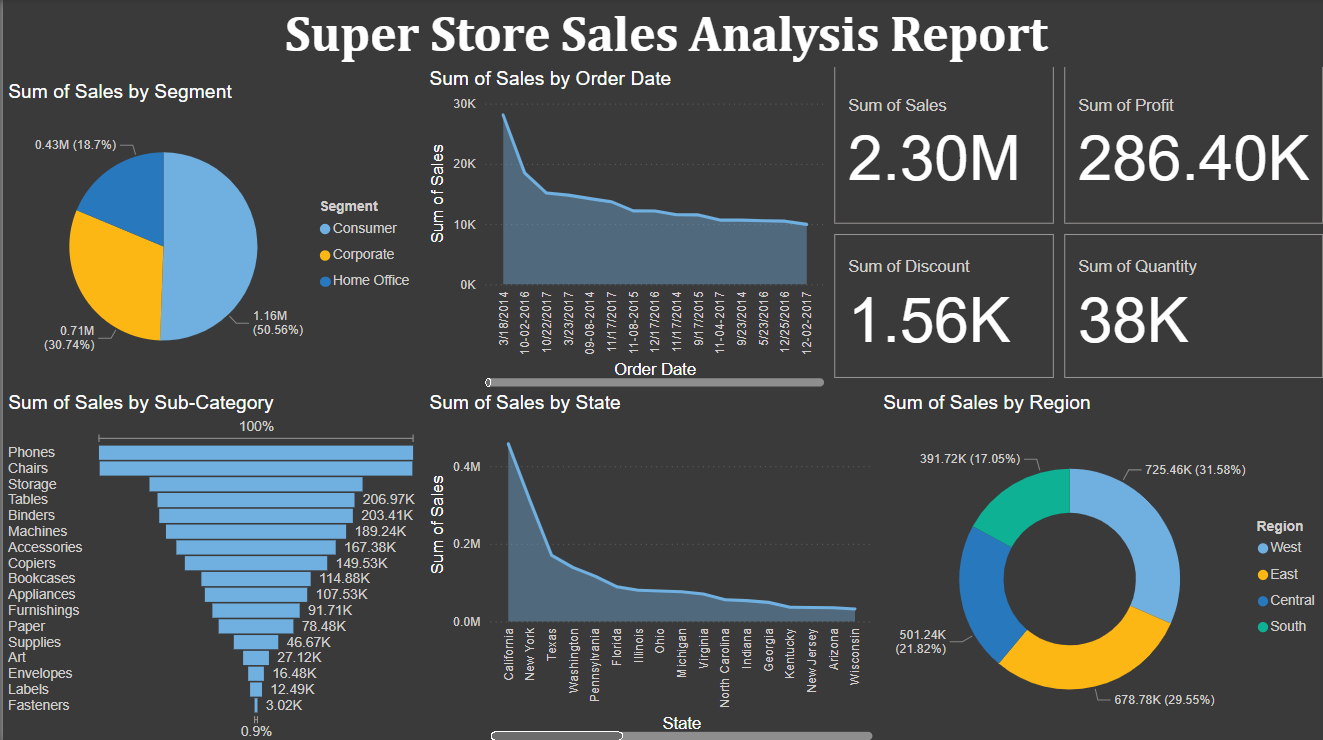 Super Store Sales Analysis Report
Sum of Sales by Segment
0.43M (18.7%)
0.71M
(30.74%)
1.16M
(50.56%)
Segment
Consumer
Corporate
Home Office
Sum of Sales by Order Date
Sum of Sales
30K
20K
10K
0K
3/18/2014
10-02-2016
10/22/2017
3/23/2017
09-08-2014
11/17/2017
11-08-2015
12/17/2016
11/17/2014
9/17/2015
11-04-2017
9/23/2014
5/23/2016
12/25/2016
12-02-2017
Order Date
Sum of Sales
2.30M
Sum of Profit
286.40K
Sum of Discount
1.56K
Sum of Quantity
38K
Sum of Sales by Sub-Category
100%
Phones
Chairs
Storage
Tables 206.97K
Binders 203.41K
Machines 189.24K
Accessories 167.38K
Copiers 149.53K
Bookcases 114.88K
Appliances 107.53K
Furnishings 91.71K
Paper 78.48K
Supplies 46.67K
Art 27.12K
Envelopes 16.48K
Labels 12.49K
Fasteners 3.02K
0.9%
Sum of Sales by State
Sum of Sales
0.4M
0.2M
0.0M
California
New York
Texas
Washington
Pennsylvania
Florida
Illinois
Ohio
Michigan
Virginia
North Carolina
Indiana
Georgia
Kentucky
New Jersey
Arizona
Wisconsin
State
Sum of Sales by Region
391.72K (17.05%)
725.46K (31.58%)
501.24K
(21.82%)
678.78K (29.55%)
Region
West
East
Central
South